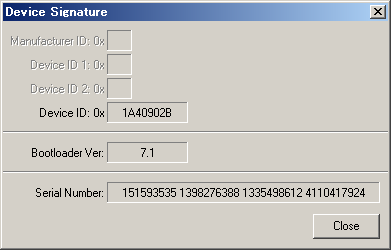 Device Signature
Manufacturer ID: 0x
Device ID 1: 0x
Device ID 2: 0x
Device ID: 0x 1A40902B
Bootloader Ver: 7.1
Serial Number: 151593535 1398276388 1335498612 4110417924
Close